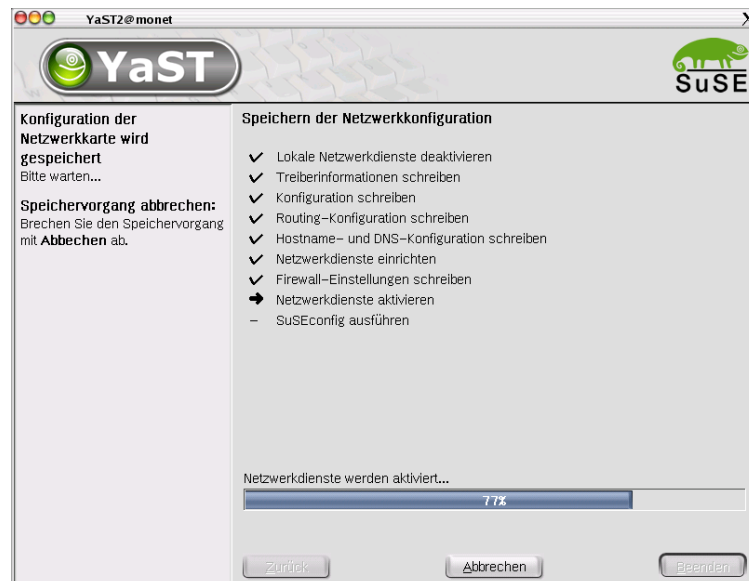 YaST2@monet
YaST
SuSE
Konfiguration der
Netzwerkkarte wird
gespeichert
Bitte warten...
Speichervorgang abbrechen:
Brechen Sie den Speichervorgang
mit Abbechen ab.
Speichern der Netzwerkkonfiguration
Lokale Netzwerkdienste deaktivieren
Treiberinformationen schreiben
Konfiguration schreiben
Routing-Konfiguration schreiben
Hostname- und DNS-Konfiguration schreiben
Netzwerkdienste einrichten
Firewall-Einstellungen schreiben
Netzwerkdienste aktivieren
– SuSEconfig ausführen
Netzwerkdienste werden aktiviert...
77%
Zurück
Abbrechen
Beenden